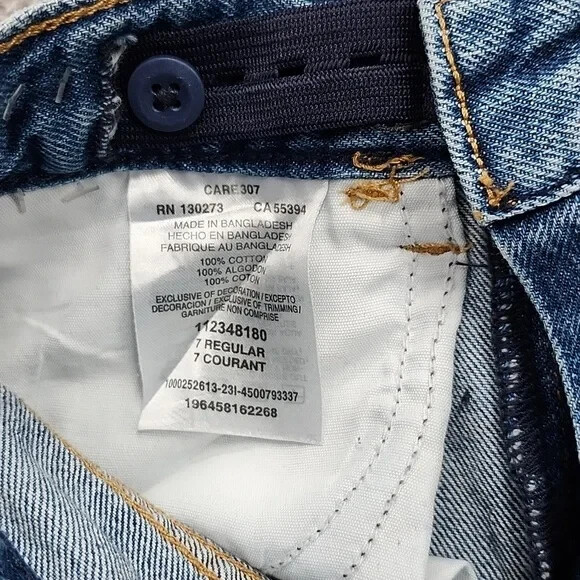 CARE 307
RN 130273 CA 55394
MADE IN BANGLADESH
HECHO EN BANGLADESH
FABRIQUE AU BANGLADESH
100% COTTON
100% ALGODON
100% COTON
EXCLUSIVE OF DECORATION / EXCEPTO
DECORACION / EXCLUSIVE OF TRIMMING /
GARNITURE NON COMPRISE
112348180
7 REGULAR
7 COURANT
1000252613-23I-4500793337
196458162268